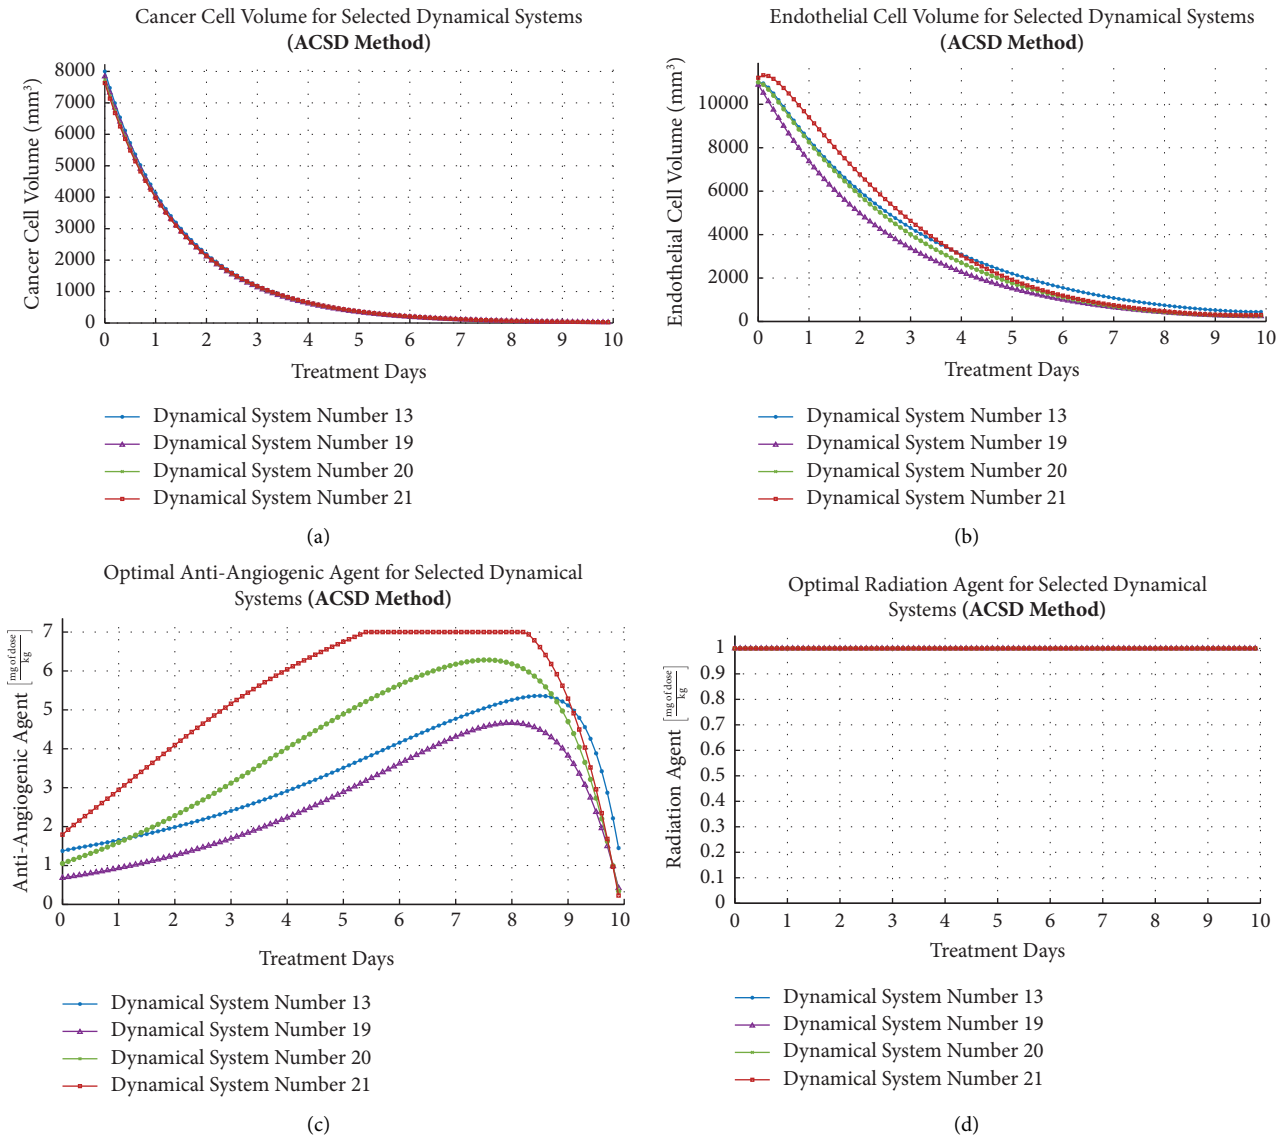 Cancer Cell Volume for Selected Dynamical Systems
(ACSD Method)
8000
7000
6000
5000
4000
3000
2000
1000
0
Cancer Cell Volume (mm³)
0 1 2 3 4 5 6 7 8 9 10
Treatment Days
Dynamical System Number 13
Dynamical System Number 19
Dynamical System Number 20
Dynamical System Number 21
(a)
Endothelial Cell Volume for Selected Dynamical Systems
(ACSD Method)
10000
8000
6000
4000
2000
0
Endothelial Cell Volume (mm³)
0 1 2 3 4 5 6 7 8 9 10
Treatment Days
Dynamical System Number 13
Dynamical System Number 19
Dynamical System Number 20
Dynamical System Number 21
(b)
Optimal Anti-Angiogenic Agent for Selected Dynamical
Systems (ACSD Method)
7
6
5
4
3
2
1
0
Anti-Angiogenic Agent [mg of dose / kg]
0 1 2 3 4 5 6 7 8 9 10
Treatment Days
Dynamical System Number 13
Dynamical System Number 19
Dynamical System Number 20
Dynamical System Number 21
(c)
Optimal Radiation Agent for Selected Dynamical
Systems (ACSD Method)
1
0.9
0.8
0.7
0.6
0.5
0.4
0.3
0.2
0.1
0
Radiation Agent [mg of dose / kg]
0 1 2 3 4 5 6 7 8 9 10
Treatment Days
Dynamical System Number 13
Dynamical System Number 19
Dynamical System Number 20
Dynamical System Number 21
(d)